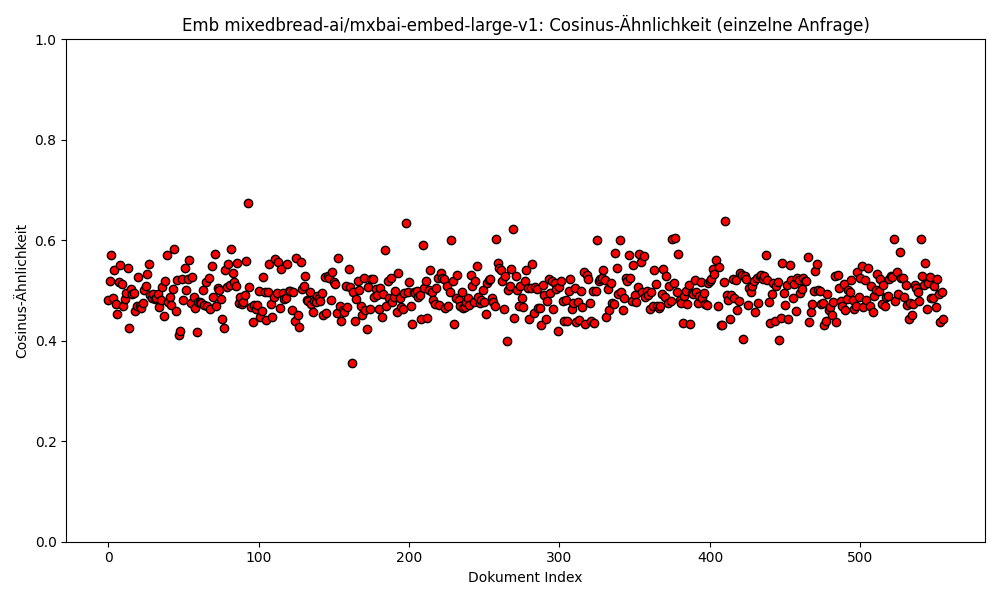 Emb mixedbread-ai/mxbai-embed-large-v1: Cosinus-Ähnlichkeit (einzelne Anfrage)
1.0
0.8
0.6
0.4
0.2
0.0
Cosinus-Ähnlichkeit
0 100 200 300 400 500
Dokument Index